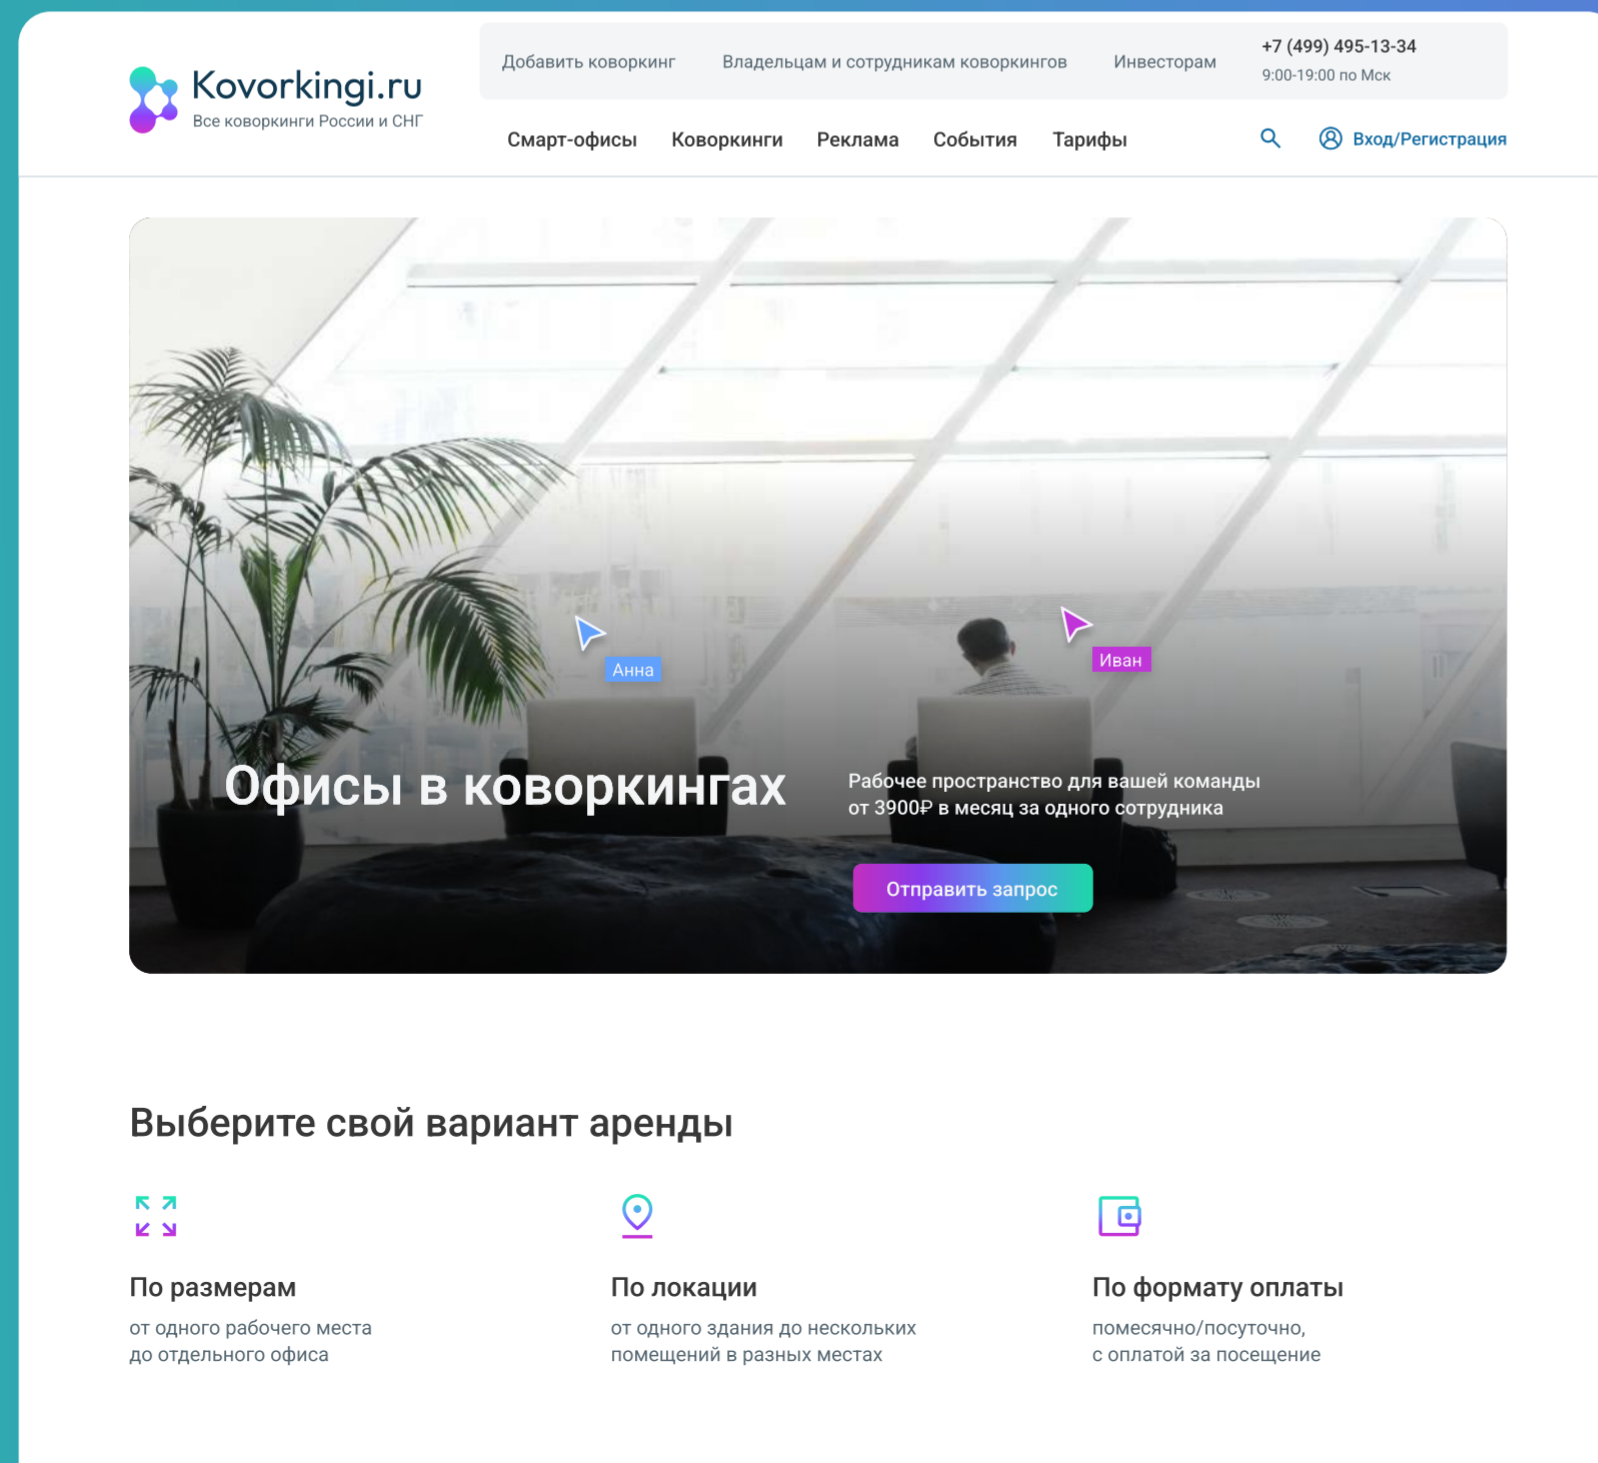 Добавить коворкинг
Владельцам и сотрудникам коворкингов
Инвесторам
+7 (499) 495-13-34
9:00-19:00 по Мск
Kovorkingi.ru
Все коворкинги России и СНГ
Смарт-офисы
Коворкинги
Реклама
События
Тарифы
Вход/Регистрация
Анна
Иван
Офисы в коворкингах
Рабочее пространство для вашей команды
от 3900₽ в месяц за одного сотрудника
Отправить запрос
Выберите свой вариант аренды
По размерам
от одного рабочего места
до отдельного офиса
По локации
от одного здания до нескольких
помещений в разных местах
По формату оплаты
помесячно/посуточно,
с оплатой за посещение